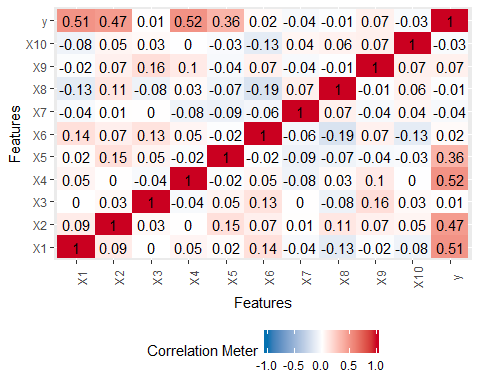 y 0.51 0.47 0.01 0.52 0.36 0.02 -0.04 -0.01 0.07 -0.03 1
X10 -0.08 0.05 0.03 0 -0.03 -0.13 0.04 0.06 0.07 1 -0.03
X9 -0.02 0.07 0.16 0.1 -0.04 0.07 -0.04 -0.01 1 0.07 0.07
X8 -0.13 0.11 -0.08 0.03 -0.07 -0.19 0.07 1 -0.01 0.06 -0.01
X7 -0.04 0.01 0 -0.08 -0.09 -0.06 1 0.07 -0.04 0.04 -0.04
X6 0.14 0.07 0.13 0.05 -0.02 1 -0.06 -0.19 0.07 -0.13 0.02
X5 0.02 0.15 0.05 -0.02 1 -0.02 -0.09 -0.07 -0.04 -0.03 0.36
X4 0.05 0 -0.04 1 -0.02 0.05 -0.08 0.03 0.1 0 0.52
X3 0 0.03 1 -0.04 0.05 0.13 0 -0.08 0.16 0.03 0.01
X2 0.09 1 0.03 0 0.15 0.07 0.01 0.11 0.07 0.05 0.47
X1 1 0.09 0 0.05 0.02 0.14 -0.04 -0.13 -0.02 -0.08 0.51
Features
X1 X2 X3 X4 X5 X6 X7 X8 X9 X10 y
Features
Correlation Meter
-1.0 -0.5 0.0 0.5 1.0